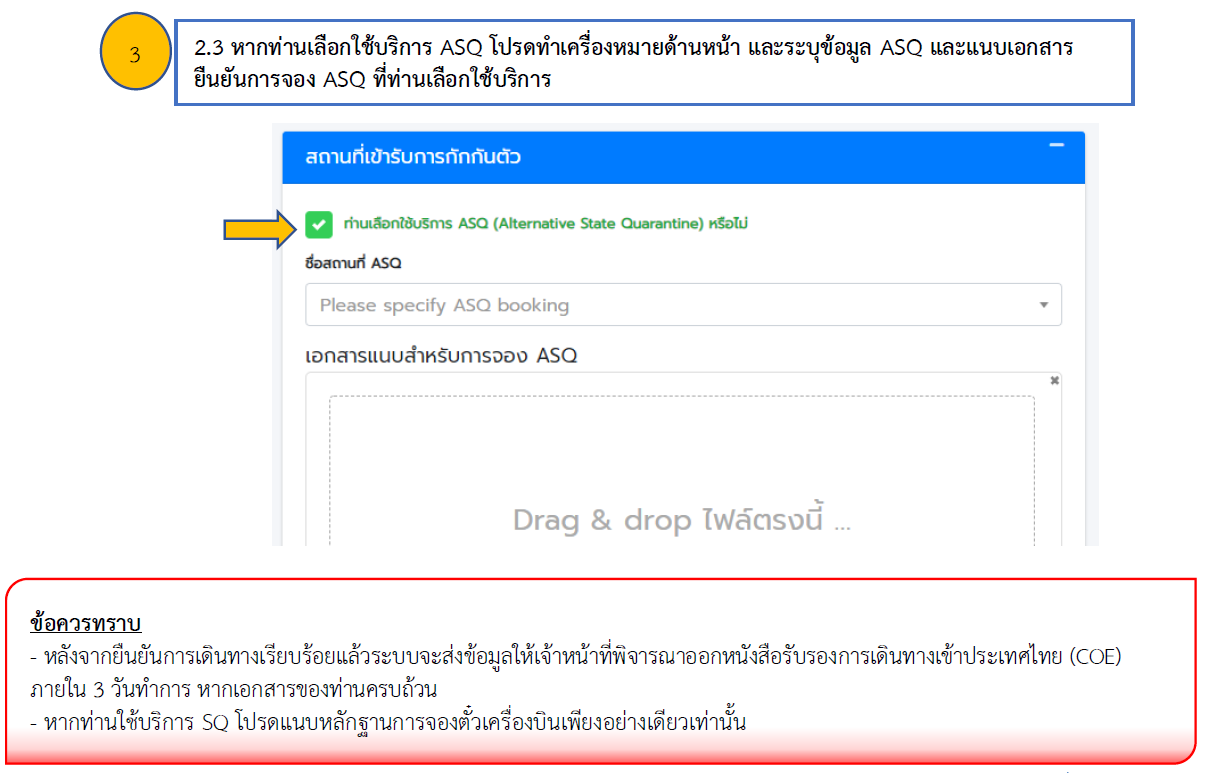 3
2.3 หากท่านเลือกใช้บริการ ASQ โปรดทำเครื่องหมายด้านหน้า และระบุข้อมูล ASQ และแนบเอกสาร
ยืนยันการจอง ASQ ที่ท่านเลือกใช้บริการ
สถานที่เข้ารับการกักกันตัว
ท่านเลือกใช้บริการ ASQ (Alternative State Quarantine) หรือไม่
ชื่อสถานที่ ASQ
Please specify ASQ booking
เอกสารแนบสำหรับการจอง ASQ
Drag & drop ไฟล์ตรงนี้ ...
ข้อควรทราบ
- หลังจากยืนยันการเดินทางเรียบร้อยแล้วระบบจะส่งข้อมูลให้เจ้าหน้าที่พิจารณาออกหนังสือรับรองการเดินทางเข้าประเทศไทย (COE)
ภายใน 3 วันทำการ หากเอกสารของท่านครบถ้วน
- หากท่านใช้บริการ SQ โปรดแนบหลักฐานการจองตั๋วเครื่องบินเพียงอย่างเดียวเท่านั้น